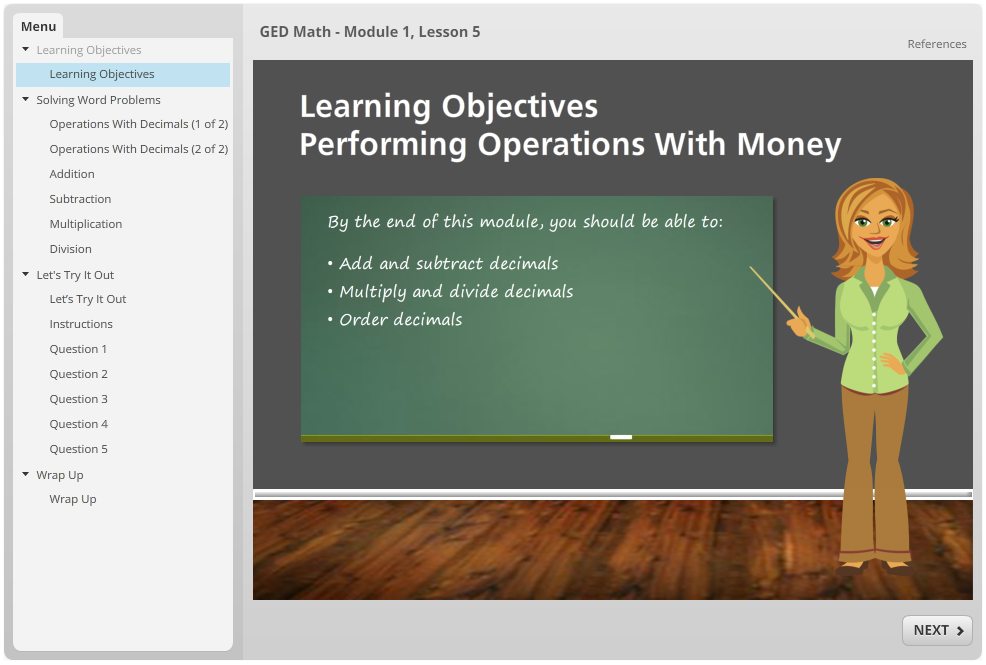 Menu
Learning Objectives
Learning Objectives
Solving Word Problems
Operations With Decimals (1 of 2)
Operations With Decimals (2 of 2)
Addition
Subtraction
Multiplication
Division
Let's Try It Out
Let’s Try It Out
Instructions
Question 1
Question 2
Question 3
Question 4
Question 5
Wrap Up
Wrap Up
GED Math - Module 1, Lesson 5
References
Learning Objectives
Performing Operations With Money
By the end of this module, you should be able to:
• Add and subtract decimals
• Multiply and divide decimals
• Order decimals
NEXT